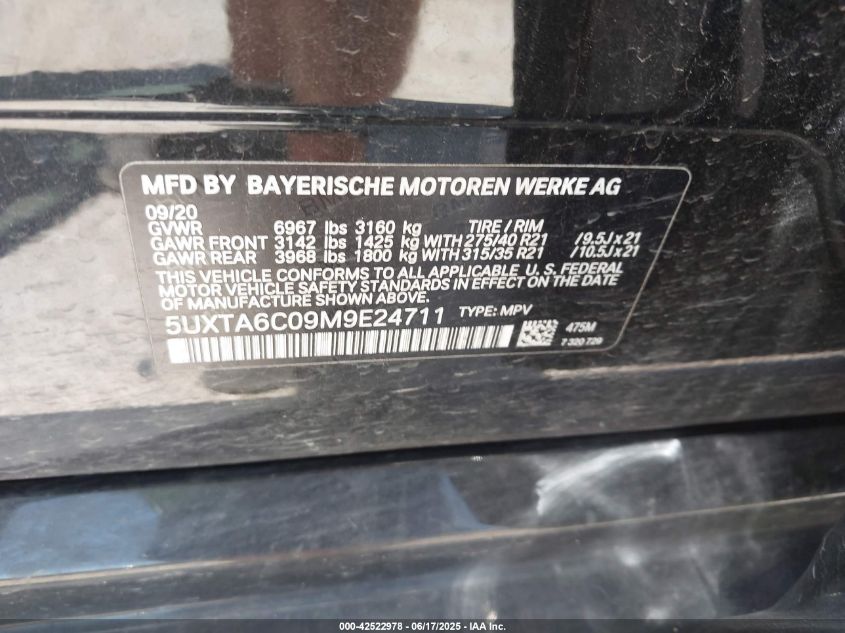 MFD BY BAYERISCHE MOTOREN WERKE AG
09/20
GVWR 6967 lbs 3160 kg TIRE / RIM
GAWR FRONT 3142 lbs 1425 kg WITH 275/40 R21 /9.5J x 21
GAWR REAR 3968 lbs 1800 kg WITH 315/35 R21 /10.5J x 21
THIS VEHICLE CONFORMS TO ALL APPLICABLE U. S. FEDERAL
MOTOR VEHICLE SAFETY STANDARDS IN EFFECT ON THE DATE
OF MANUFACTURE SHOWN ABOVE.
5UXTA6C09M9E24711 TYPE: MPV
475M
7 320 729
000-42522978 - 06/17/2025 - IAA Inc.